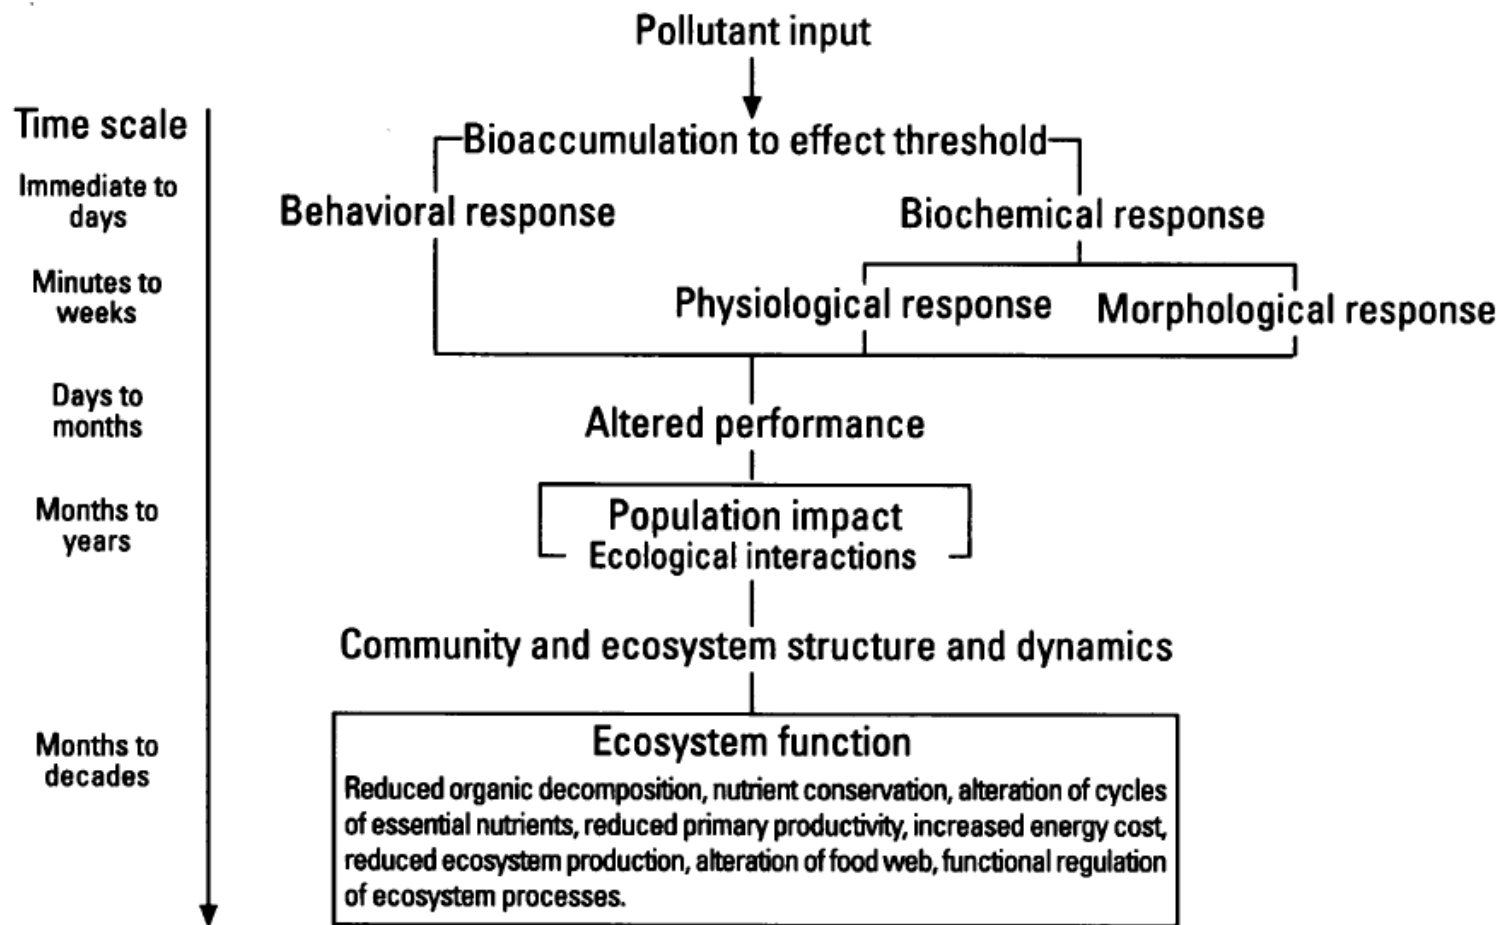 Pollutant input
Time scale
Bioaccumulation to effect threshold
Immediate to
days
Behavioral response
Biochemical response
Minutes to
weeks
Physiological response
Morphological response
Days to
months
Altered performance
Months to
years
Population impact
Ecological interactions
Community and ecosystem structure and dynamics
Months to
decades
Ecosystem function
Reduced organic decomposition, nutrient conservation, alteration of cycles
of essential nutrients, reduced primary productivity, increased energy cost,
reduced ecosystem production, alteration of food web, functional regulation
of ecosystem processes.